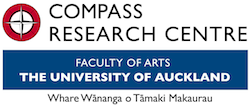 COMPASS
RESEARCH CENTRE
FACULTY OF ARTS
THE UNIVERSITY OF AUCKLAND
Whare Wānanga o Tāmaki Makaurau